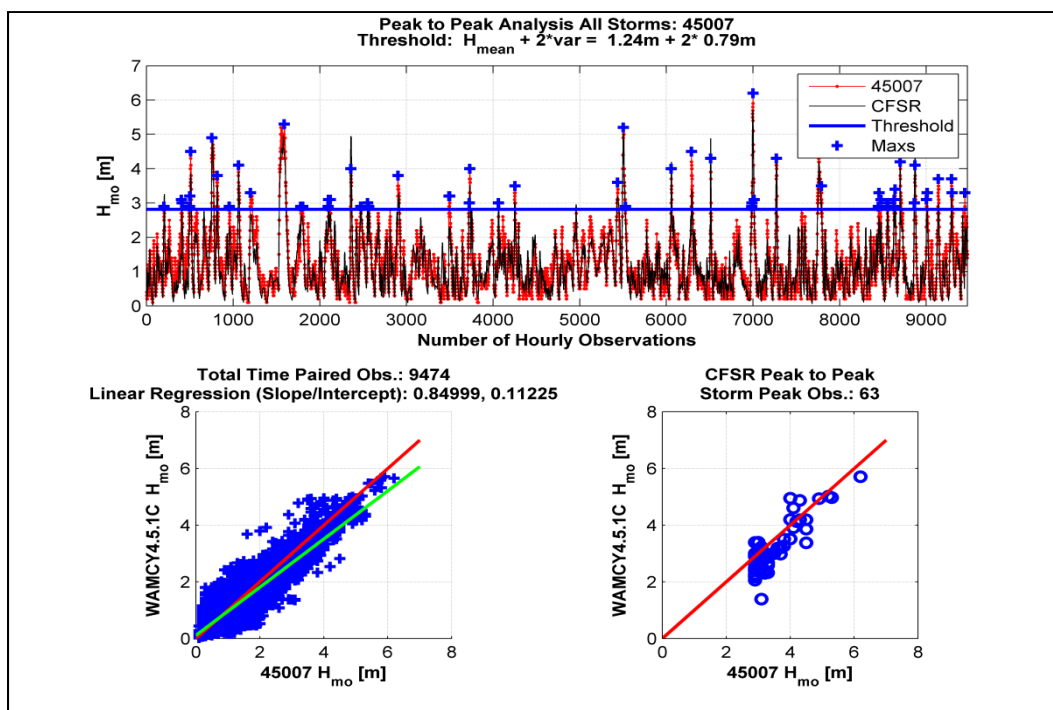 Peak to Peak Analysis All Storms: 45007
Threshold: Hmean + 2*var = 1.24m + 2* 0.79m
7
6
5
4
3
2
1
0
Hmo [m]
45007
CFSR
Threshold
Maxs
0 1000 2000 3000 4000 5000 6000 7000 8000 9000
Number of Hourly Observations
Total Time Paired Obs.: 9474
Linear Regression (Slope/Intercept): 0.84999, 0.11225
8
6
4
2
0
WAMCY4.5.1C Hmo [m]
0 2 4 6 8
45007 Hmo [m]
CFSR Peak to Peak
Storm Peak Obs.: 63
8
6
4
2
0
WAMCY4.5.1C Hmo [m]
0 2 4 6 8
45007 Hmo [m]